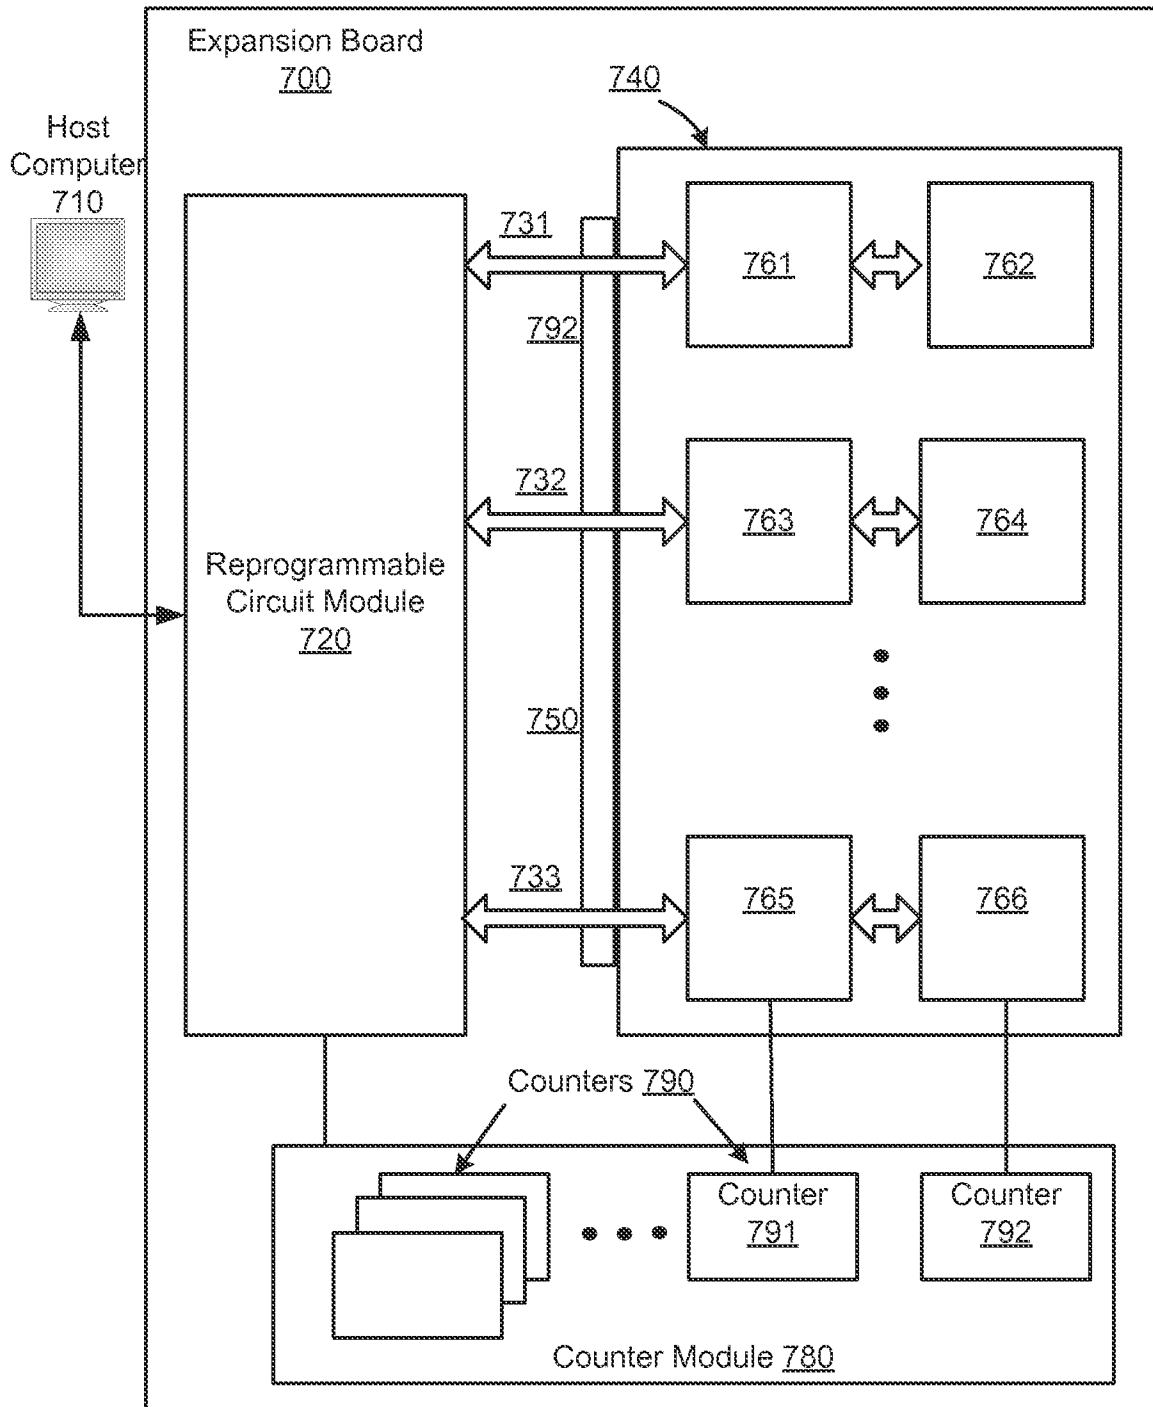 Expansion Board
700
740
Host
Computer
710
731
761
762
792
732
763
764
Reprogrammable
Circuit Module
720
750
733
765
766
Counters 790
Counter
791
Counter
792
Counter Module 780